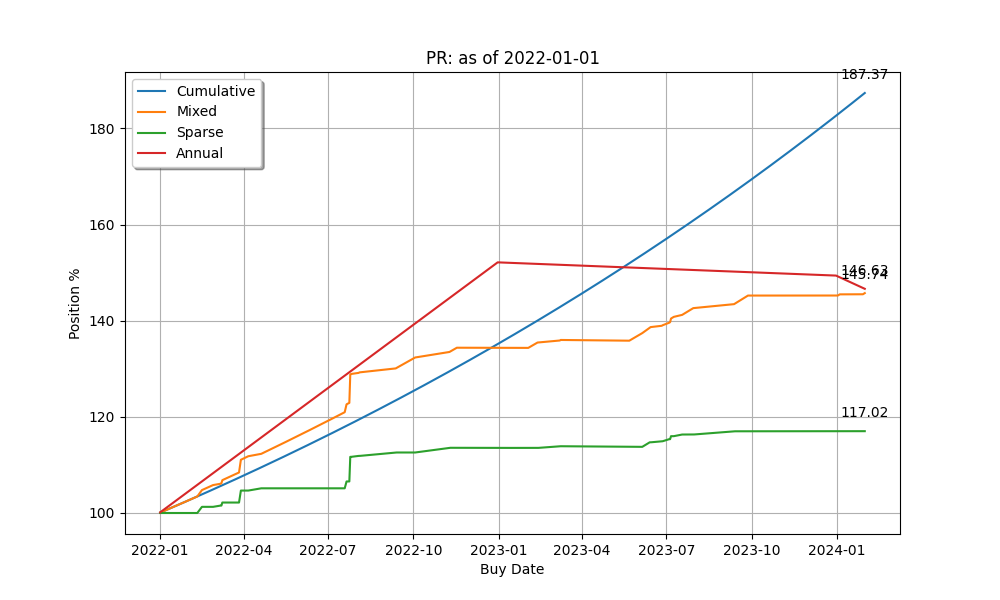 PR: as of 2022-01-01
187.37
Cumulative
Mixed
Sparse
Annual
180
160
146.63
145.74
140
120
117.02
100
Position %
2022-01 2022-04 2022-07 2022-10 2023-01 2023-04 2023-07 2023-10 2024-01
Buy Date